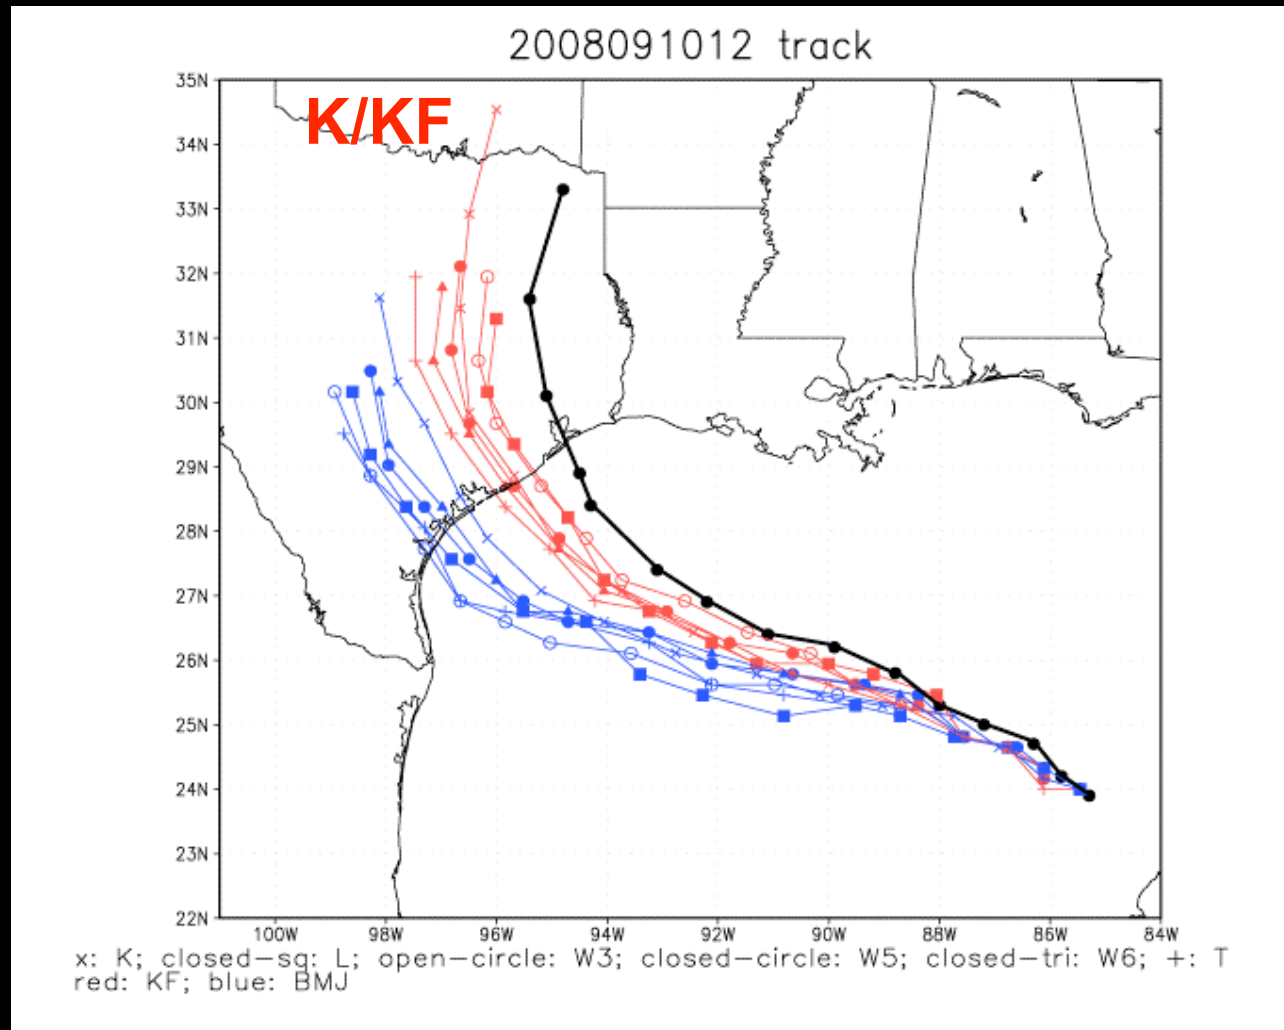 2008091012 track
K/KF
35N
34N
33N
32N
31N
30N
29N
28N
27N
26N
25N
24N
23N
22N
100W 98W 96W 94W 92W 90W 88W 86W 84W
x: K; closed-sq: L; open-circle: W3; closed-circle: W5; closed-tri: W6; +: T
red: KF; blue: BMJ